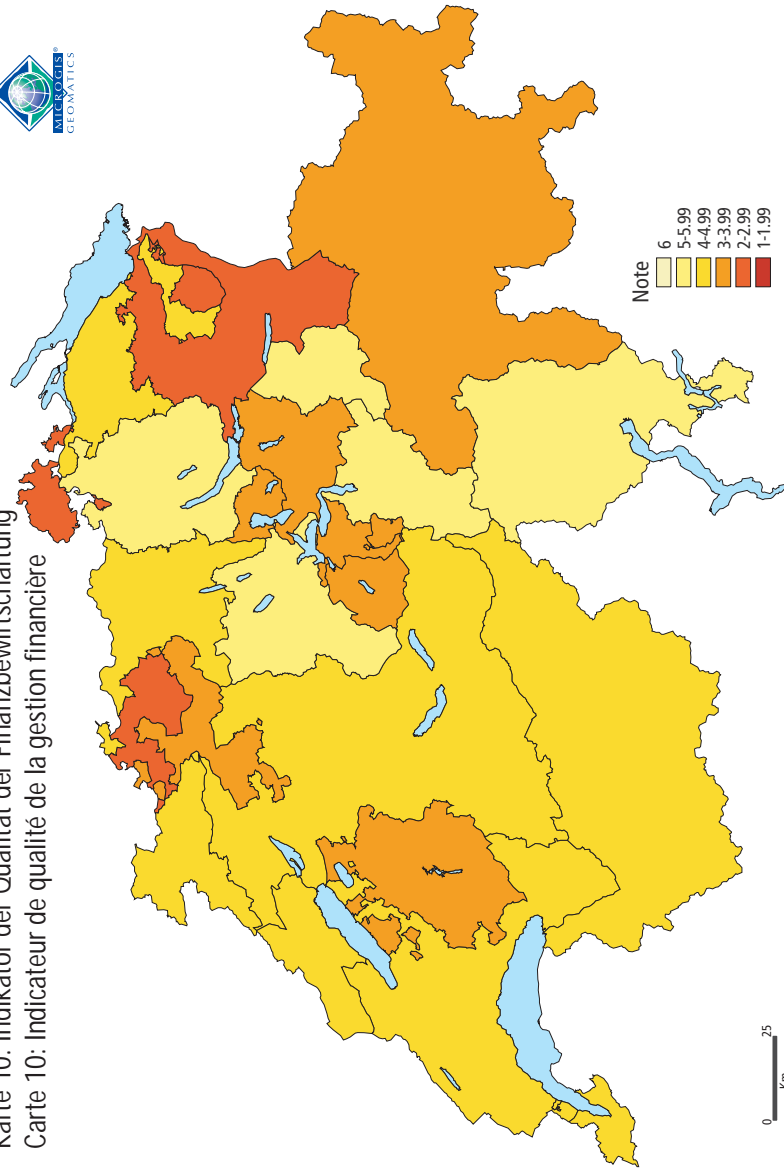 Karte 10: Indikator der Qualität der Finanzbewirtschaftung
Carte 10: Indicateur de qualité de la gestion financière
MICROGIS®
GEOMATICS
Note
6
5-5.99
4-4.99
3-3.99
2-2.99
1-1.99
0
25
Km